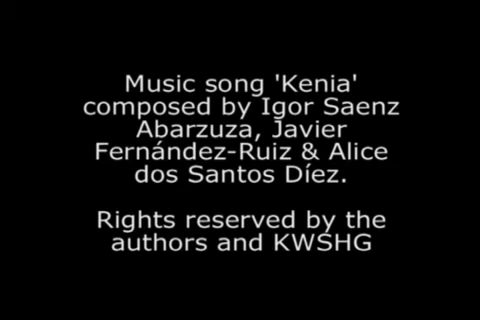 Music song 'Kenia'
composed by Igor Saenz
Abarzuza, Javier
Fernández-Ruiz & Alice
dos Santos Díez.
Rights reserved by the
authors and KWSHG